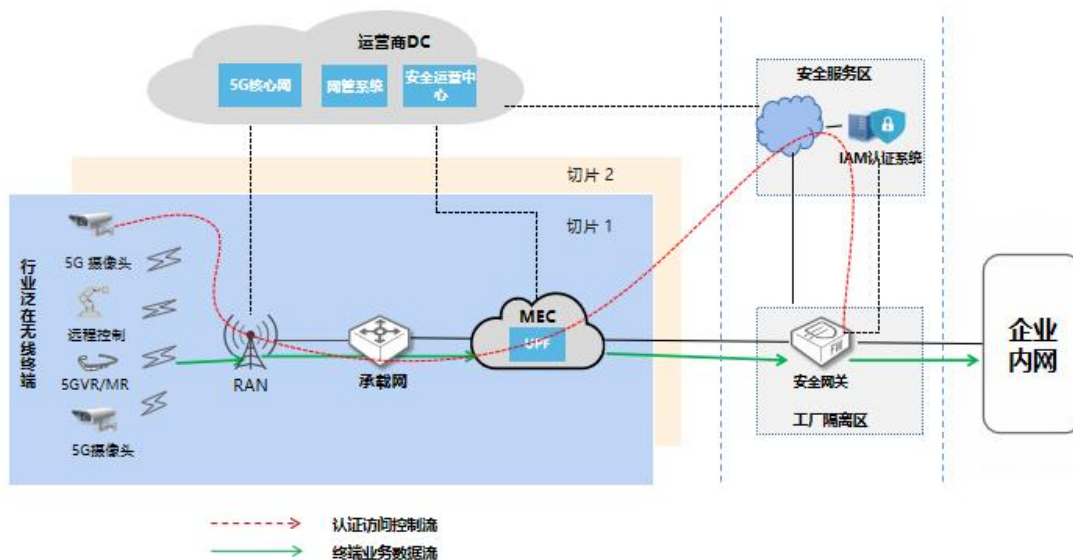 运营商DC
5G核心网
网管系统
安全运营中
心
安全服务区
IAM认证系统
切片 2
切片 1
行业泛在无线终端
5G 摄像头
远程控制
5GVR/MR
5G摄像头
RAN
承载网
MEC
UPF
FW
安全网关
工厂隔离区
企业
内网
认证访问控制流
终端业务数据流